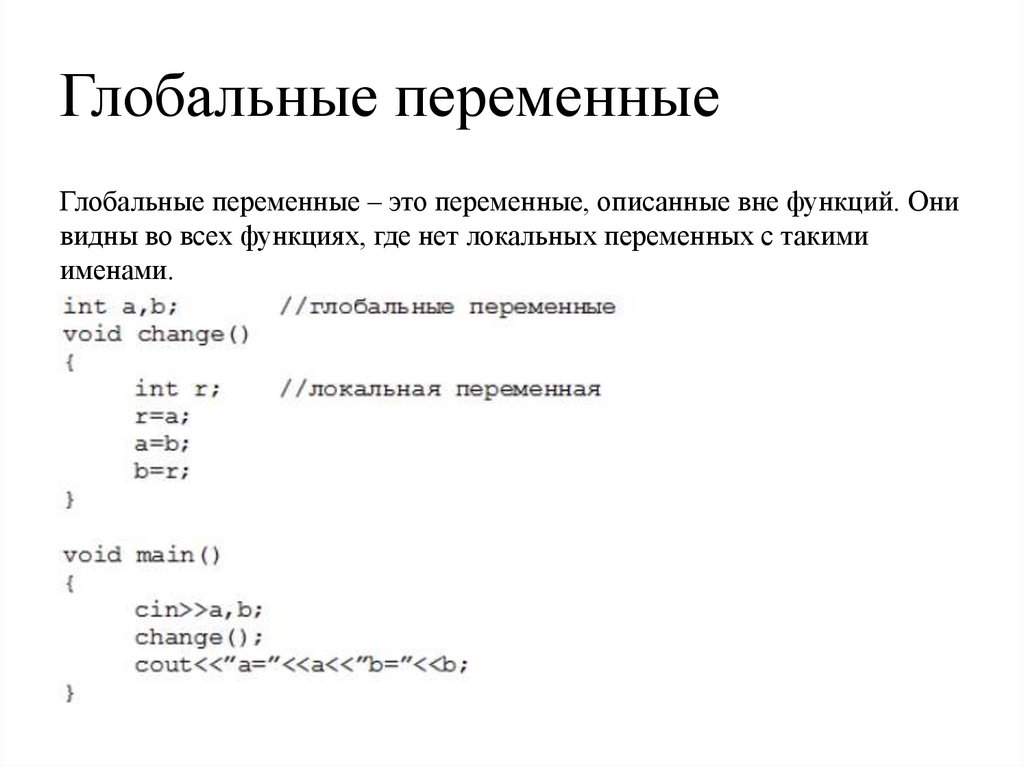 Глобальные переменные
Глобальные переменные – это переменные, описанные вне функций. Они
видны во всех функциях, где нет локальных переменных с такими
именами.
int a,b; //глобальные переменные
void change()
{
int r; //локальная переменная
r=a;
a=b;
b=r;
}
void main()
{
cin>>a,b;
change();
cout<<”a=”<<a<<”b=”<<b;
}